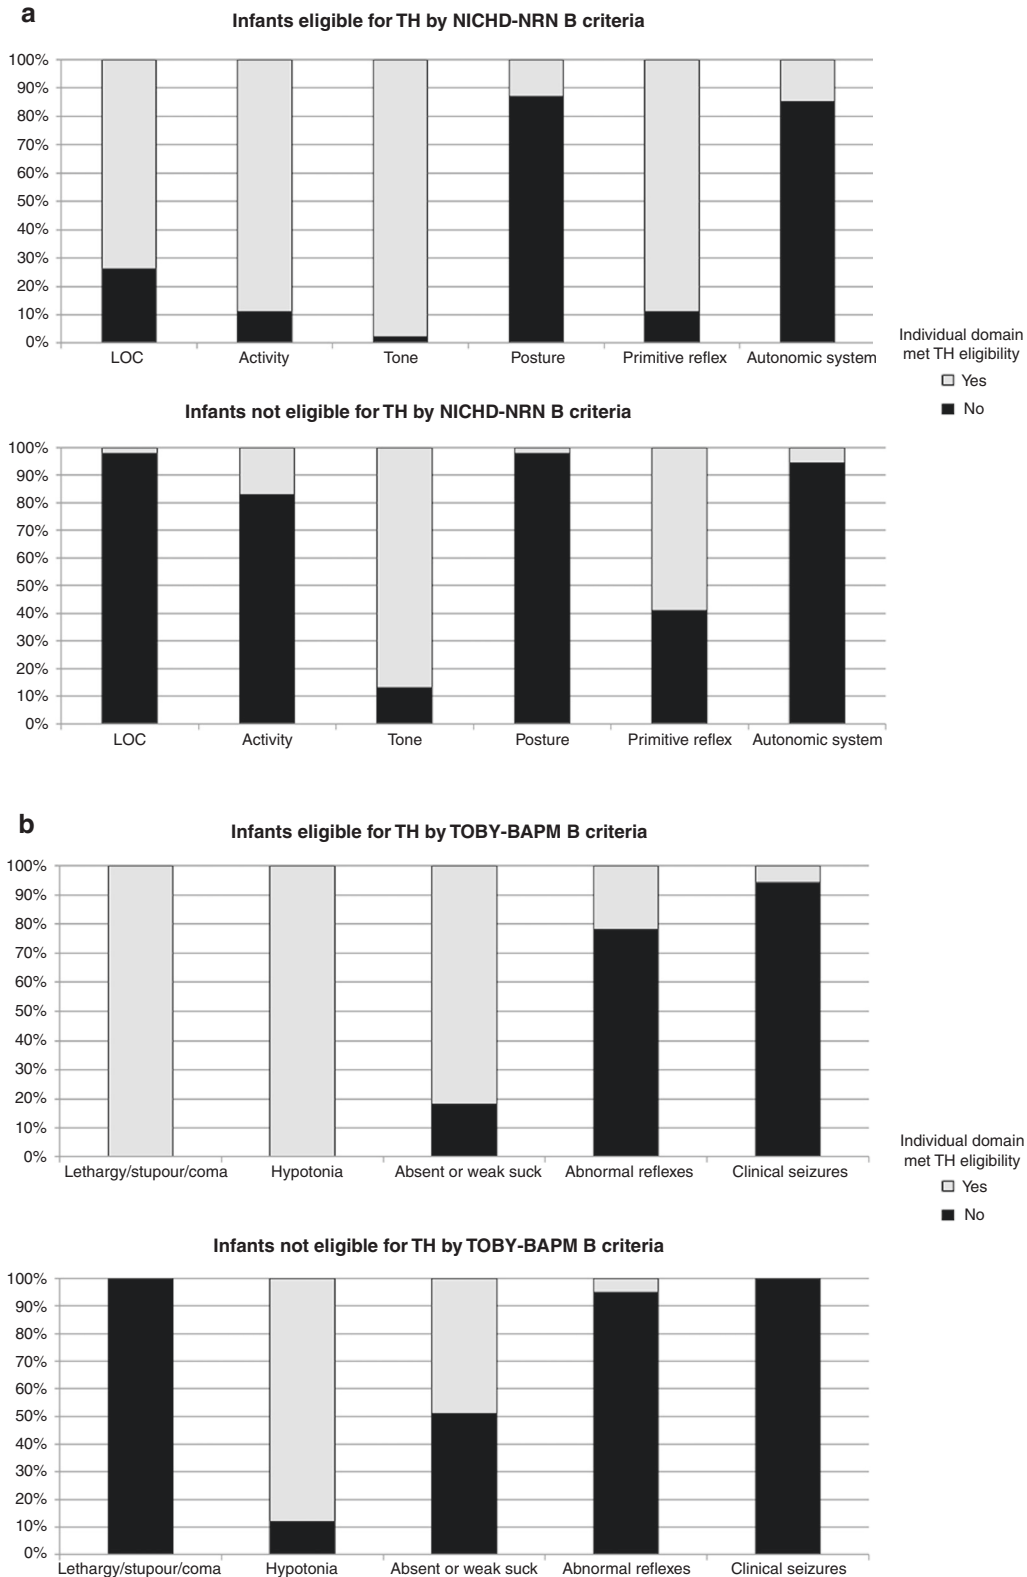 a
Infants eligible for TH by NICHD-NRN B criteria
100%
90%
80%
70%
60%
50%
40%
30%
20%
10%
0%
LOC Activity Tone Posture Primitive reflex Autonomic system
Individual domain
met TH eligibility
Yes
No
Infants not eligible for TH by NICHD-NRN B criteria
100%
90%
80%
70%
60%
50%
40%
30%
20%
10%
0%
LOC Activity Tone Posture Primitive reflex Autonomic system
b
Infants eligible for TH by TOBY-BAPM B criteria
100%
90%
80%
70%
60%
50%
40%
30%
20%
10%
0%
Lethargy/stupour/coma Hypotonia Absent or weak suck Abnormal reflexes Clinical seizures
Individual domain
met TH eligibility
Yes
No
Infants not eligible for TH by TOBY-BAPM B criteria
100%
90%
80%
70%
60%
50%
40%
30%
20%
10%
0%
Lethargy/stupour/coma Hypotonia Absent or weak suck Abnormal reflexes Clinical seizures